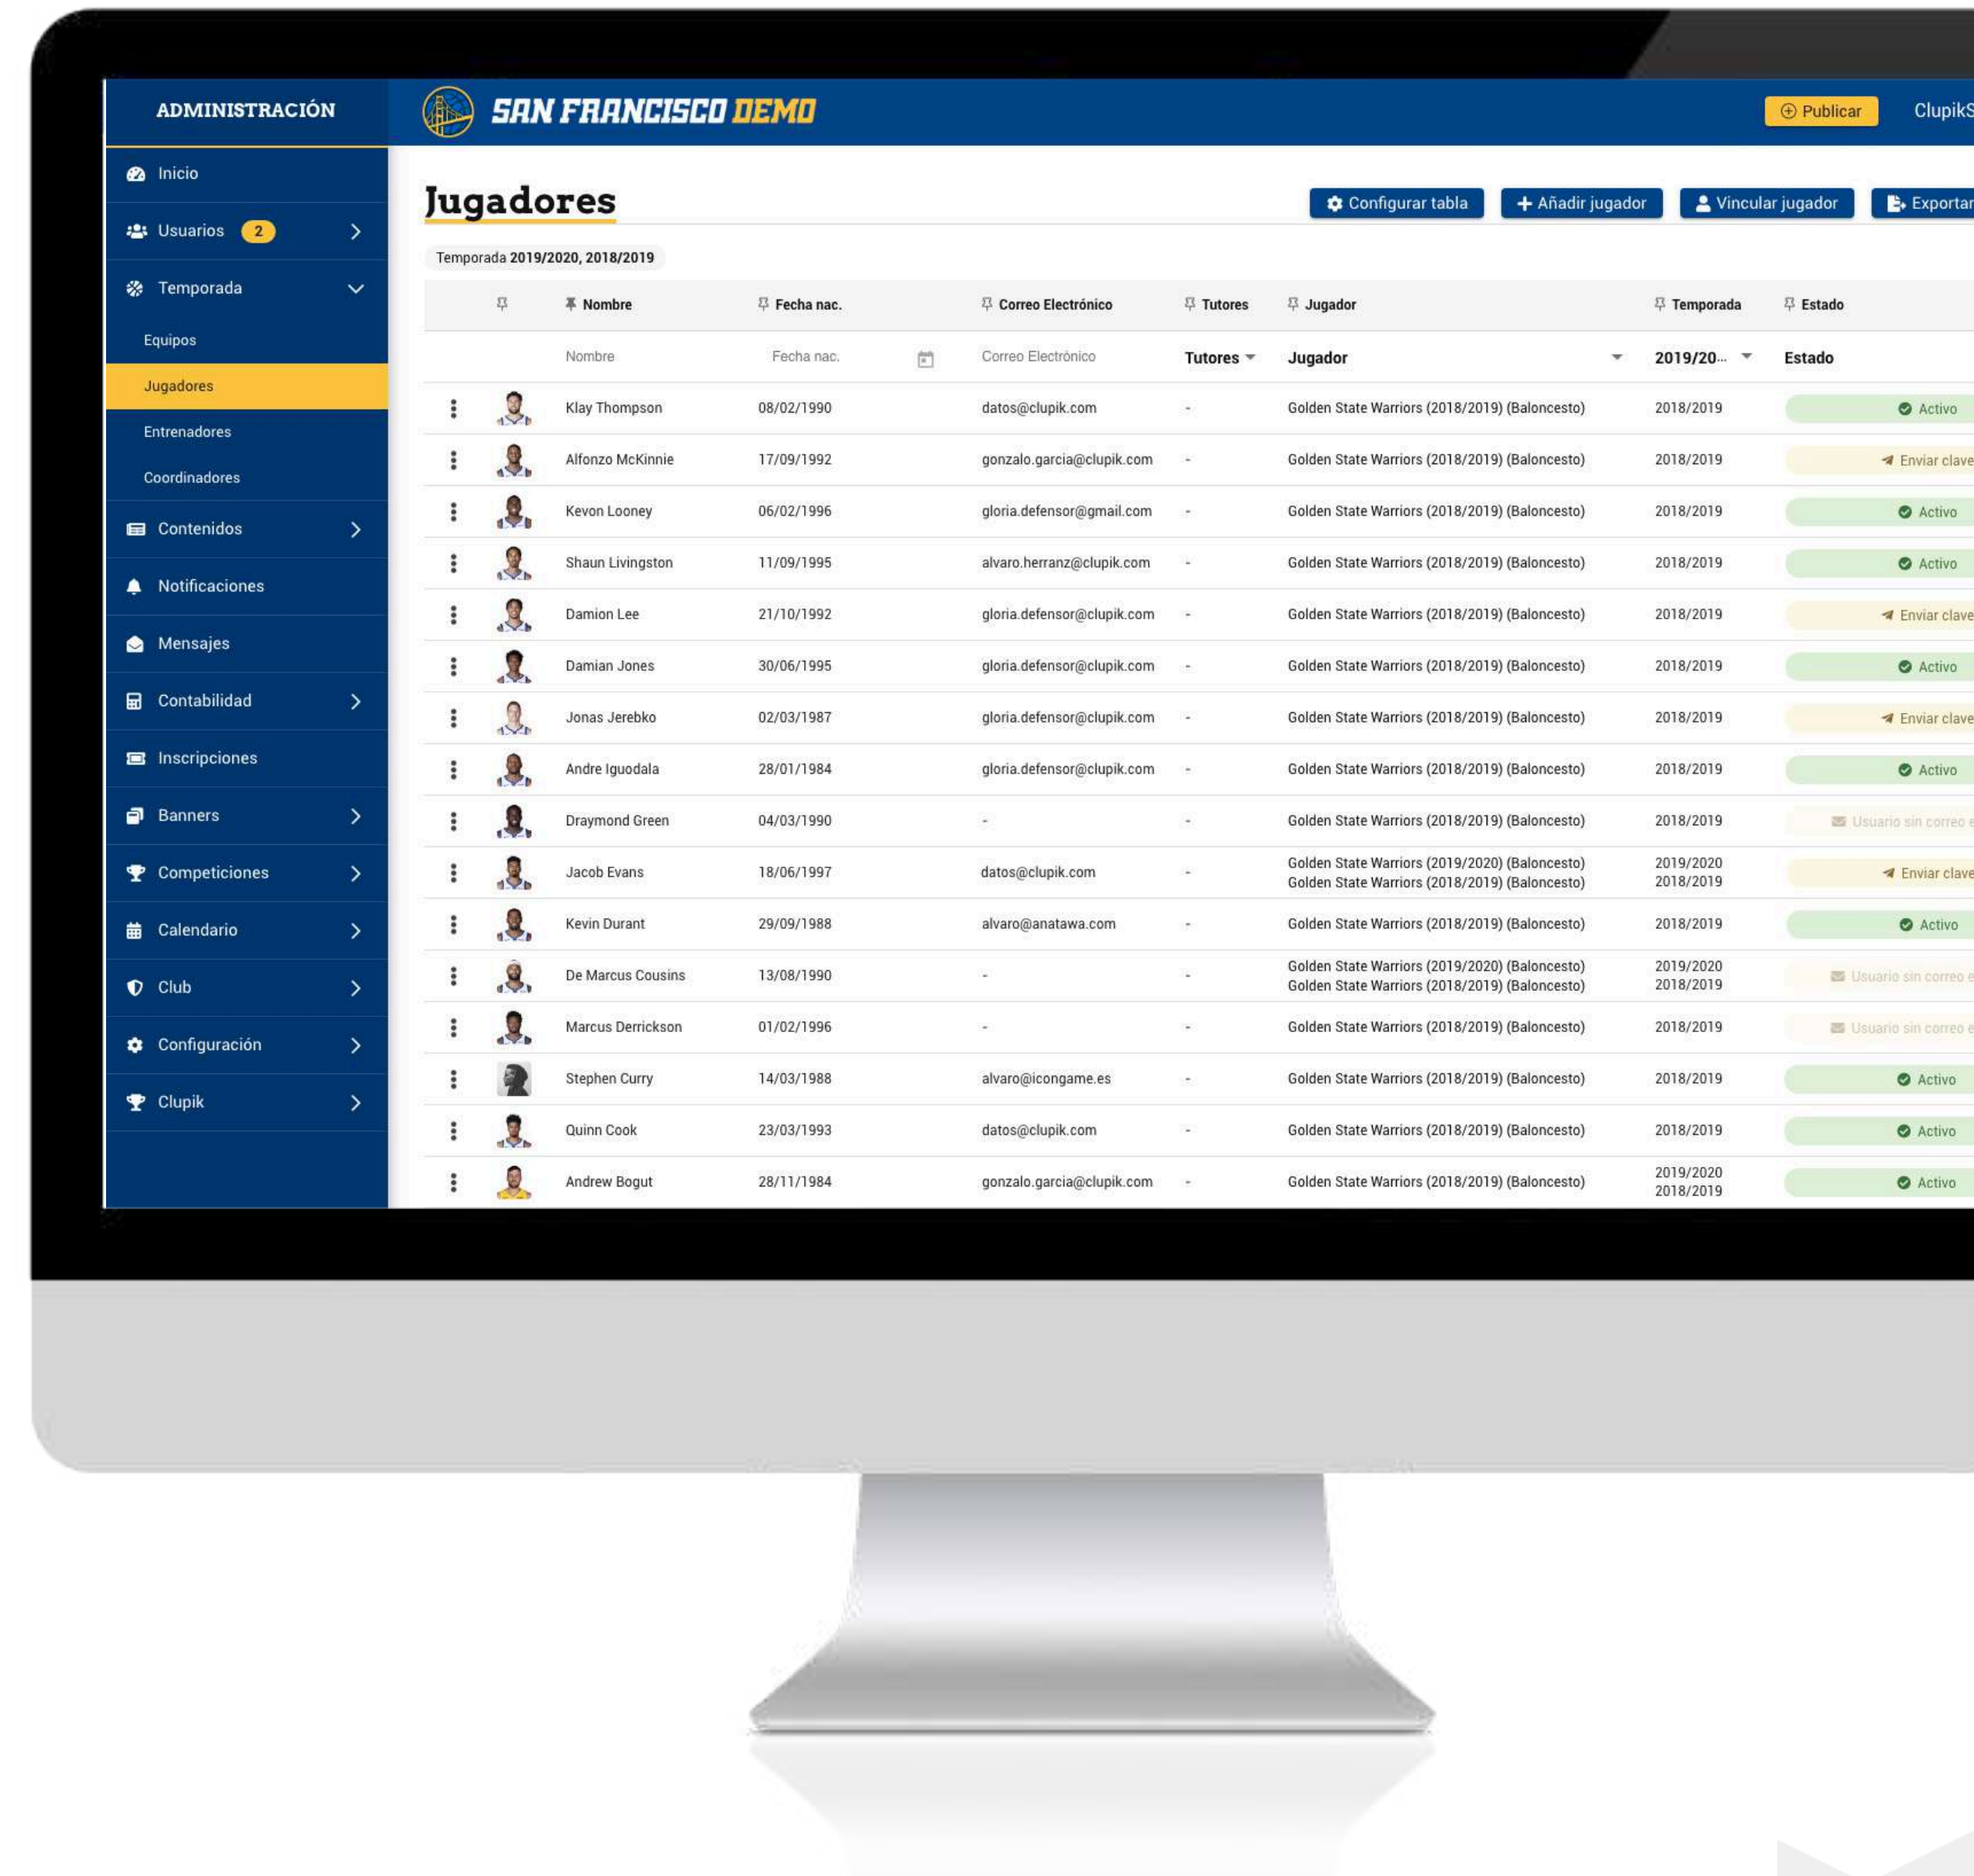 ADMINISTRACIÓN
SAN FRANCISCO DEMO
Publicar
ClupikS
Inicio
Usuarios 2
Temporada
Equipos
Jugadores
Entrenadores
Coordinadores
Contenidos
Notificaciones
Mensajes
Contabilidad
Inscripciones
Banners
Competiciones
Calendario
Club
Configuración
Clupik
Jugadores
Configurar tabla
Añadir jugador
Vincular jugador
Exportar
Temporada 2019/2020, 2018/2019
Nombre Fecha nac. Correo Electrónico Tutores Jugador Temporada Estado
Nombre Fecha nac. Correo Electrónico Tutores Jugador 2019/20... Estado
Klay Thompson 08/02/1990 datos@clupik.com - Golden State Warriors (2018/2019) (Baloncesto) 2018/2019 Activo
Alfonzo McKinnie 17/09/1992 gonzalo.garcia@clupik.com - Golden State Warriors (2018/2019) (Baloncesto) 2018/2019 Enviar clave
Kevon Looney 06/02/1996 gloria.defensor@gmail.com - Golden State Warriors (2018/2019) (Baloncesto) 2018/2019 Activo
Shaun Livingston 11/09/1995 alvaro.herranz@clupik.com - Golden State Warriors (2018/2019) (Baloncesto) 2018/2019 Activo
Damion Lee 21/10/1992 gloria.defensor@clupik.com - Golden State Warriors (2018/2019) (Baloncesto) 2018/2019 Enviar clave
Damian Jones 30/06/1995 gloria.defensor@clupik.com - Golden State Warriors (2018/2019) (Baloncesto) 2018/2019 Activo
Jonas Jerebko 02/03/1987 gloria.defensor@clupik.com - Golden State Warriors (2018/2019) (Baloncesto) 2018/2019 Enviar clave
Andre Iguodala 28/01/1984 gloria.defensor@clupik.com - Golden State Warriors (2018/2019) (Baloncesto) 2018/2019 Activo
Draymond Green 04/03/1990 - - Golden State Warriors (2018/2019) (Baloncesto) 2018/2019 Usuario sin correo e
Jacob Evans 18/06/1997 datos@clupik.com - Golden State Warriors (2019/2020) (Baloncesto) 2019/2020 Enviar clave
Golden State Warriors (2018/2019) (Baloncesto) 2018/2019
Kevin Durant 29/09/1988 alvaro@anatawa.com - Golden State Warriors (2018/2019) (Baloncesto) 2018/2019 Activo
De Marcus Cousins 13/08/1990 - - Golden State Warriors (2019/2020) (Baloncesto) 2019/2020 Usuario sin correo e
Golden State Warriors (2018/2019) (Baloncesto) 2018/2019
Marcus Derrickson 01/02/1996 - - Golden State Warriors (2018/2019) (Baloncesto) 2018/2019 Usuario sin correo e
Stephen Curry 14/03/1988 alvaro@icongame.es - Golden State Warriors (2018/2019) (Baloncesto) 2018/2019 Activo
Quinn Cook 23/03/1993 datos@clupik.com - Golden State Warriors (2018/2019) (Baloncesto) 2018/2019 Activo
Andrew Bogut 28/11/1984 gonzalo.garcia@clupik.com - Golden State Warriors (2018/2019) (Baloncesto) 2019/2020 Activo
2018/2019